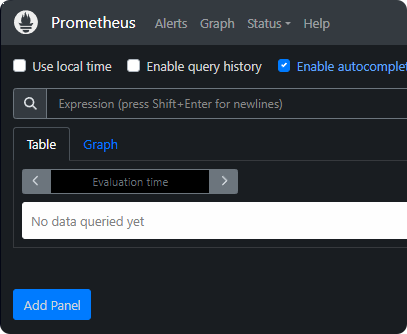 Prometheus Alerts Graph Status Help
Use local time Enable query history Enable autocomplet
Expression (press Shift+Enter for newlines)
Table Graph
Evaluation time
No data queried yet
Add Panel